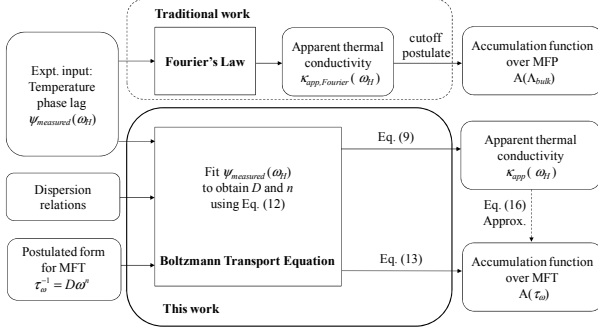 Traditional work
Expt. input:
Temperature
phase lag
ψmeasured(ωH)
Fourier's Law
Apparent thermal
conductivity
κapp,Fourier( ωH)
cutoff
postulate
Accumulation function
over MFP
A(Λbulk)
Dispersion
relations
Postulated form
for MFT
τω⁻¹ = Dωⁿ
Fit ψmeasured(ωH)
to obtain D and n
using Eq. (12)
Boltzmann Transport Equation
This work
Eq. (9)
Apparent thermal
conductivity
κapp( ωH)
Eq. (16)
Approx.
Eq. (13)
Accumulation function
over MFT
A(τω)